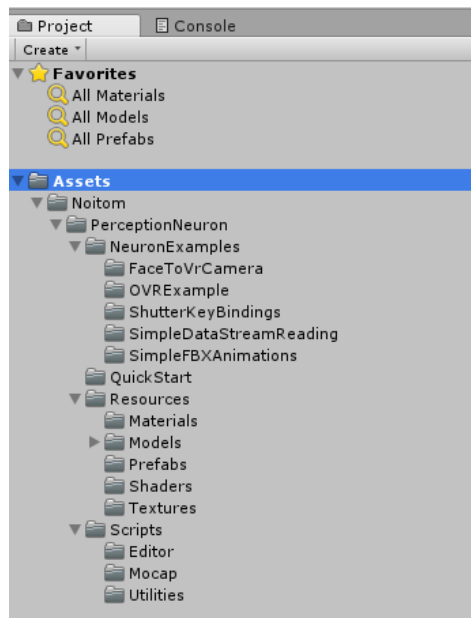 Project Console
Create
Favorites
All Materials
All Models
All Prefabs
Assets
Noitom
PerceptionNeuron
NeuronExamples
FaceToVrCamera
OVRExample
ShutterKeyBindings
SimpleDataStreamReading
SimpleFBXAnimations
QuickStart
Resources
Materials
Models
Prefabs
Shaders
Textures
Scripts
Editor
Mocap
Utilities